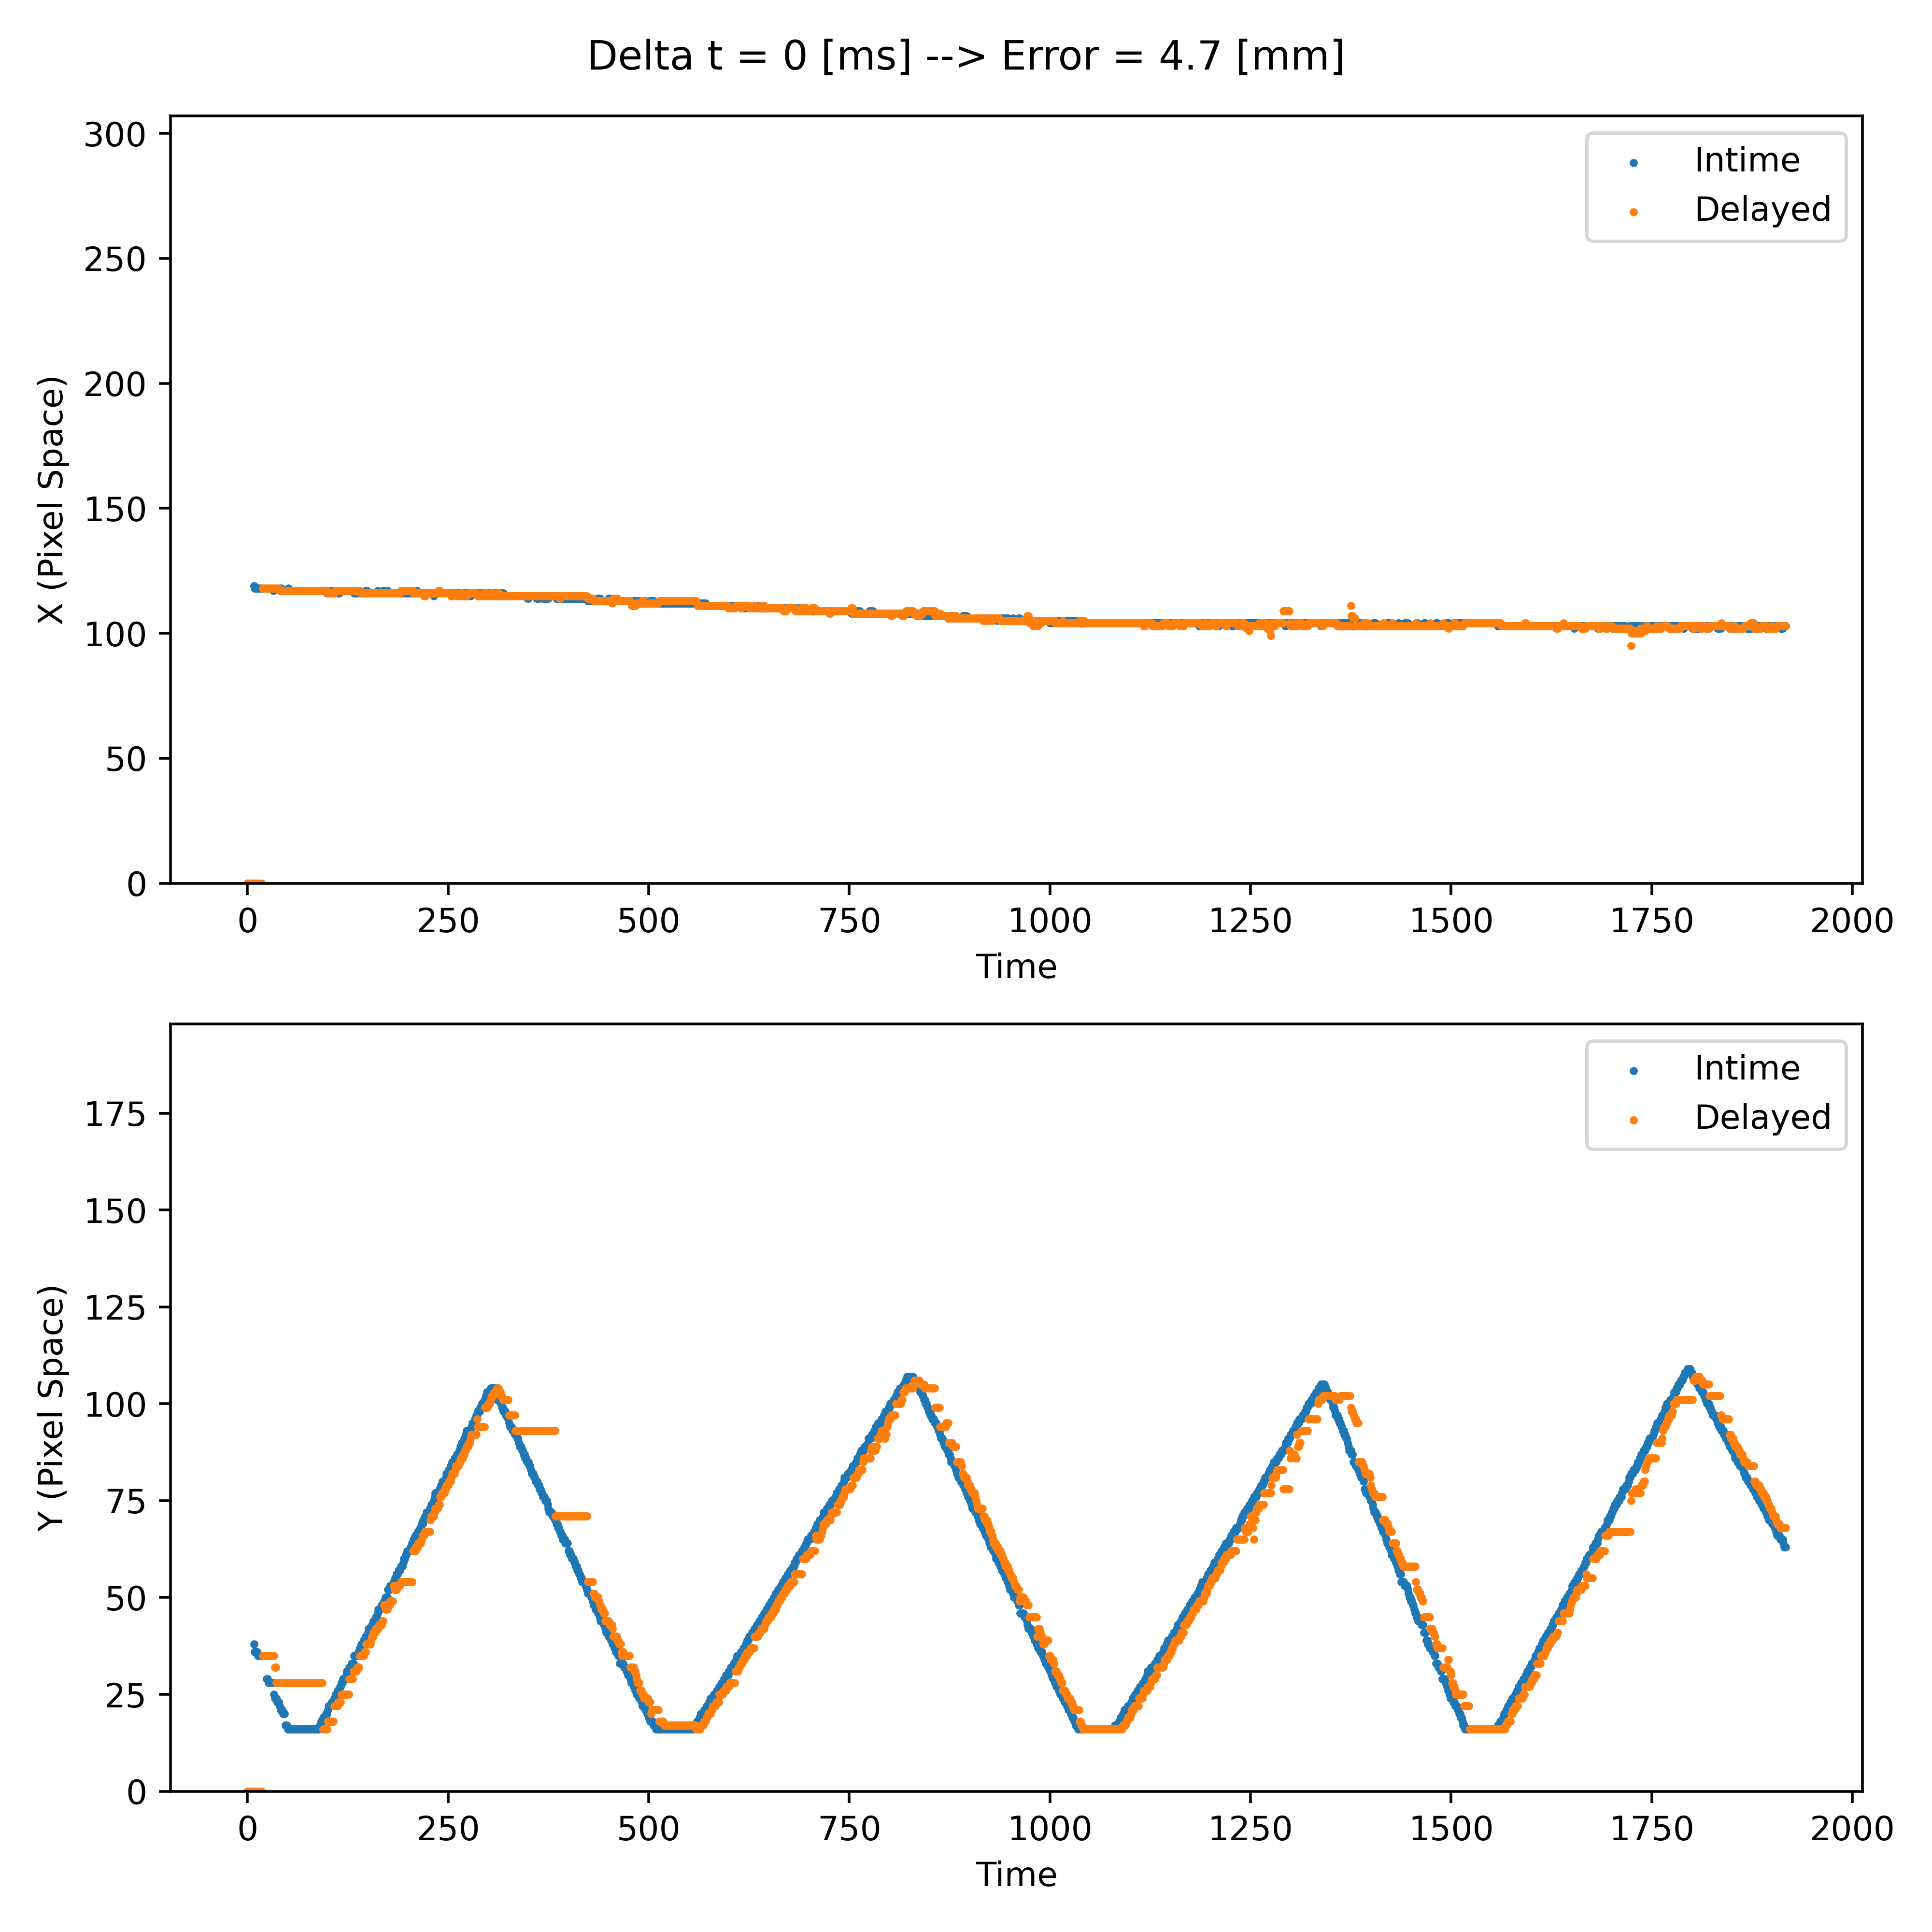 Delta t = 0 [ms] --> Error = 4.7 [mm]
300
250
200
150
100
50
0
X (Pixel Space)
Intime
Delayed
0 250 500 750 1000 1250 1500 1750 2000
Time
175
150
125
100
75
50
25
0
Y (Pixel Space)
Intime
Delayed
0 250 500 750 1000 1250 1500 1750 2000
Time